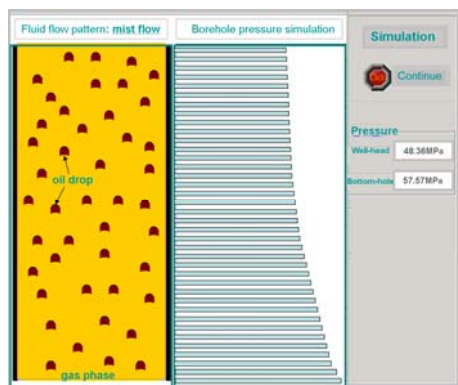 Fluid flow pattern: mist flow
Borehole pressure simulation
Simulation
Continue
Pressure
Well-head 48.36MPa
Bottom-hole 57.57MPa
oil drop
gas phase